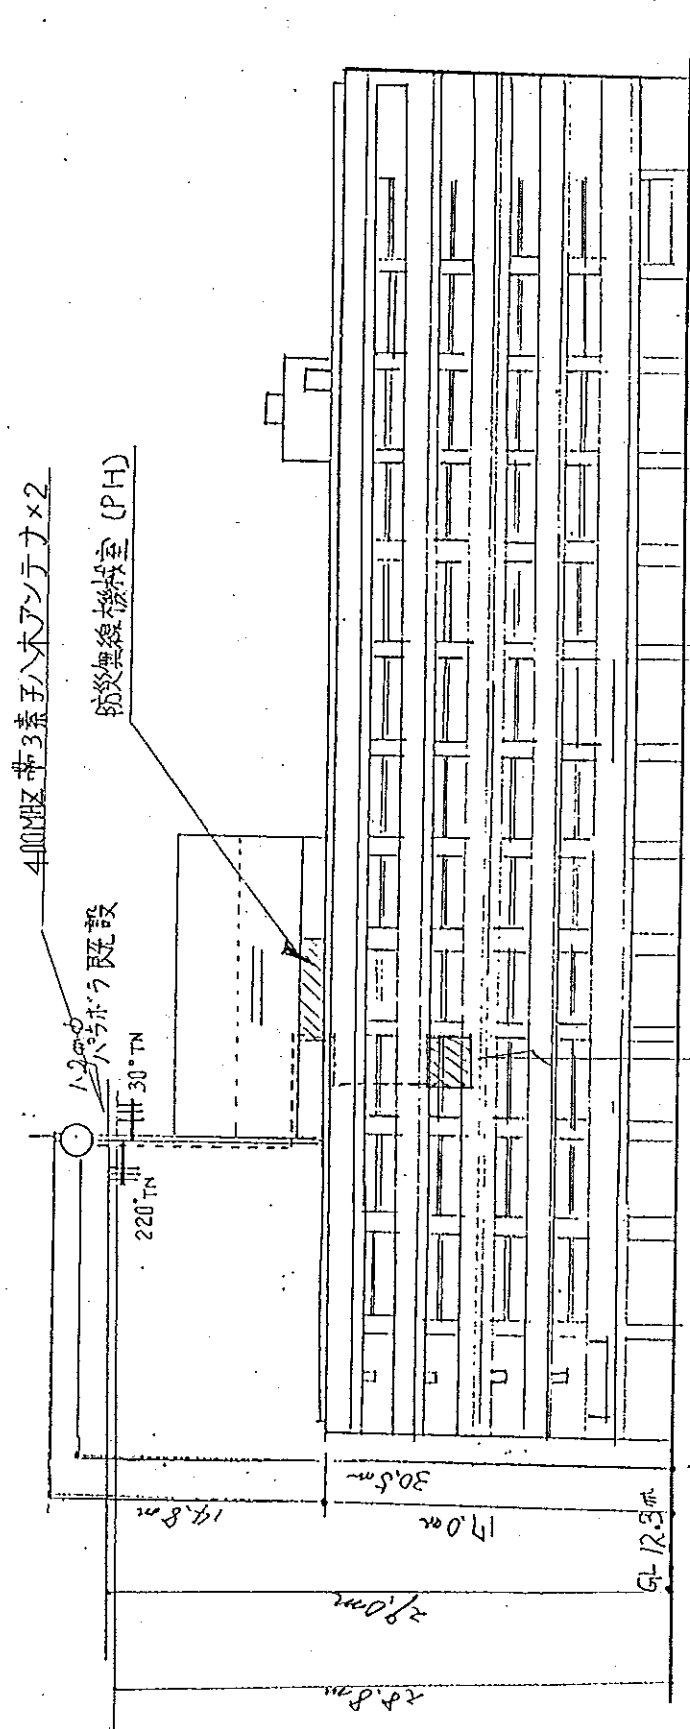 400MHZ帯3素子八木アンテナ×2
防災無線機械室 (PH)
1.2mφ
パラボラ既設
30°TN
220°TN
30.5m
14.8m
17.0m
GL 12.3m
29.0m
28.8m